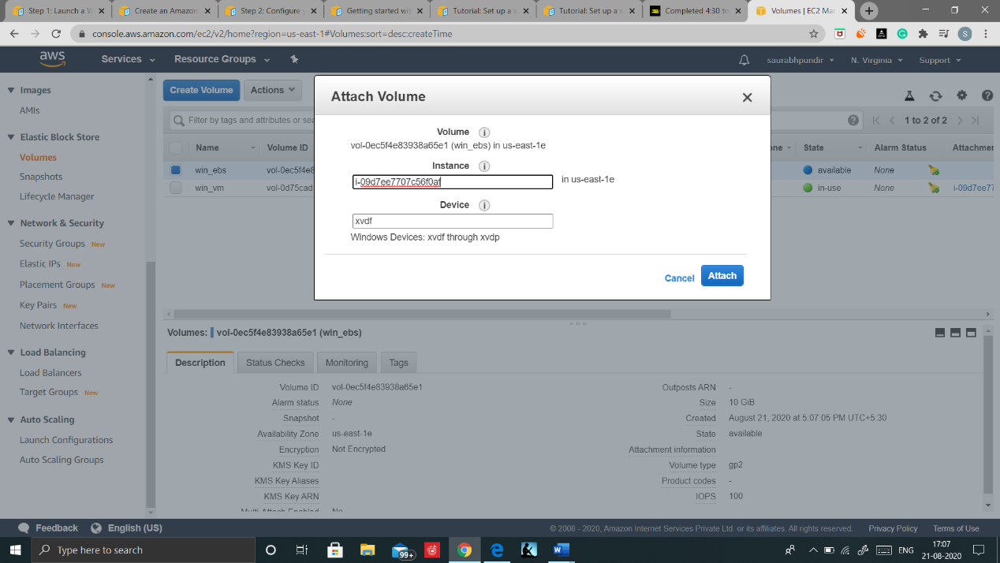 Step 1: Launch a W
Create an Amazon
Step 2: Configure
Getting started wit
Tutorial: Set up a s
Tutorial: Set up a s
Completed 4:30 to
Volumes | EC2 Man
console.aws.amazon.com/ec2/v2/home?region=us-east-1#Volumes:sort=desc:createTime
S
aws
Services
Resource Groups
saurabhpundir
N. Virginia
Support
Images
AMIs
Elastic Block Store
Volumes
Snapshots
Lifecycle Manager
Network & Security
Security Groups New
Elastic IPs New
Placement Groups New
Key Pairs New
Network Interfaces
Load Balancing
Load Balancers
Target Groups New
Auto Scaling
Launch Configurations
Auto Scaling Groups
Create Volume
Actions
Filter by tags and attributes or sea
1 to 2 of 2
Name
Volume ID
one
State
Alarm Status
Attachmen
win_ebs
vol-0ec5f4e8
available
None
win_vm
vol-0d75cad
in-use
None
i-09d7ee77
Attach Volume
Volume
vol-0ec5f4e83938a65e1 (win_ebs) in us-east-1e
Instance
i-09d7ee7707c56f0af
in us-east-1e
Device
xvdf
Windows Devices: xvdf through xvdp
Cancel
Attach
Volumes: vol-0ec5f4e83938a65e1 (win_ebs)
Description
Status Checks
Monitoring
Tags
Volume ID vol-0ec5f4e83938a65e1
Alarm status None
Snapshot -
Availability Zone us-east-1e
Encryption Not Encrypted
KMS Key ID
KMS Key Aliases
KMS Key ARN
Multi-Attach Enabled No
Outposts ARN -
Size 10 GiB
Created August 21, 2020 at 5:07:05 PM UTC+5:30
State available
Attachment information
Volume type gp2
Product codes -
IOPS 100
Feedback
English (US)
© 2008 - 2020, Amazon Internet Services Private Ltd. or its affiliates. All rights reserved.
Privacy Policy
Terms of Use
Type here to search
99+
ENG
17:07
21-08-2020